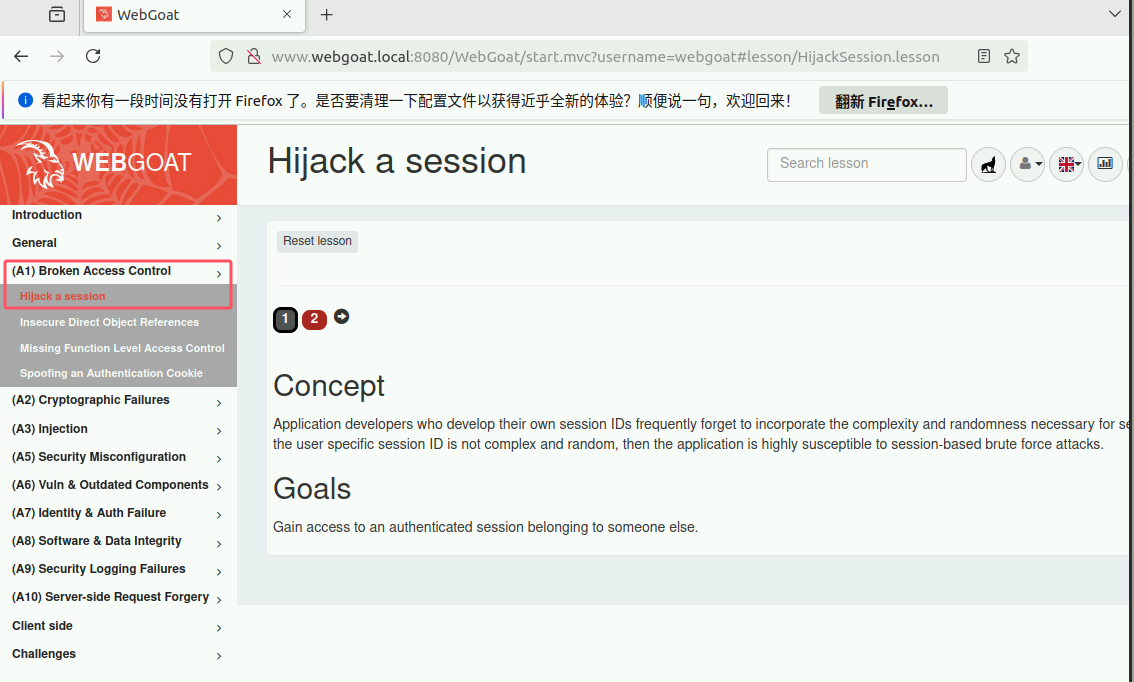 WebGoat
www.webgoat.local:8080/WebGoat/start.mvc?username=webgoat#lesson/HijackSession.lesson
看起来你有一段时间没有打开 Firefox 了。是否要清理一下配置文件以获得近乎全新的体验？顺便说一句，欢迎回来！
翻新 Firefox…
WEBGOAT
Hijack a session
Search lesson
Introduction
General
(A1) Broken Access Control
Hijack a session
Insecure Direct Object References
Missing Function Level Access Control
Spoofing an Authentication Cookie
(A2) Cryptographic Failures
(A3) Injection
(A5) Security Misconfiguration
(A6) Vuln & Outdated Components
(A7) Identity & Auth Failure
(A8) Software & Data Integrity
(A9) Security Logging Failures
(A10) Server-side Request Forgery
Client side
Challenges
Reset lesson
1 2
Concept
Application developers who develop their own session IDs frequently forget to incorporate the complexity and randomness necessary for se
the user specific session ID is not complex and random, then the application is highly susceptible to session-based brute force attacks.
Goals
Gain access to an authenticated session belonging to someone else.